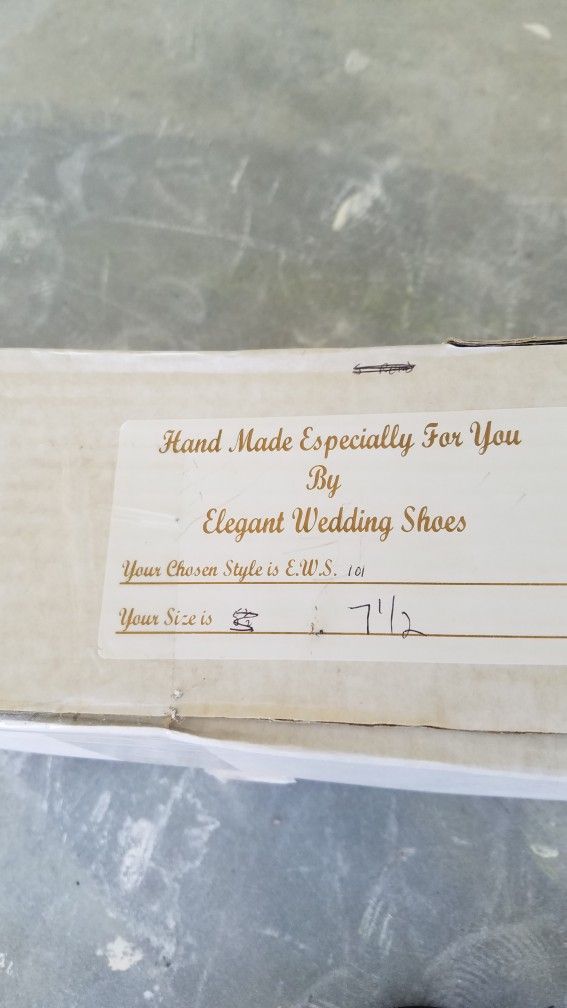 Hand Made Especially For You
By
Elegant Wedding Shoes
Your Chosen Style is E.W.S. 101
Your Size is 7 1/2